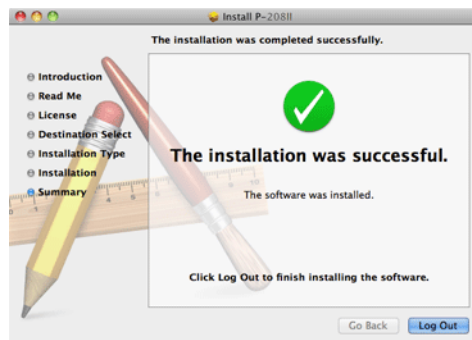 Install P-208II
The installation was completed successfully.
Introduction
Read Me
License
Destination Select
Installation Type
Installation
Summary
The installation was successful.
The software was installed.
Click Log Out to finish installing the software.
Go Back
Log Out